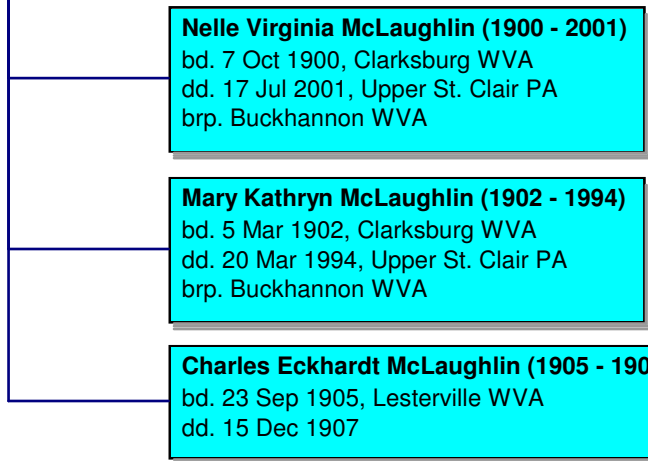 Nelle Virginia McLaughlin (1900 - 2001)
bd. 7 Oct 1900, Clarksburg WVA
dd. 17 Jul 2001, Upper St. Clair PA
brp. Buckhannon WVA
Mary Kathryn McLaughlin (1902 - 1994)
bd. 5 Mar 1902, Clarksburg WVA
dd. 20 Mar 1994, Upper St. Clair PA
brp. Buckhannon WVA
Charles Eckhardt McLaughlin (1905 - 190
bd. 23 Sep 1905, Lesterville WVA
dd. 15 Dec 1907